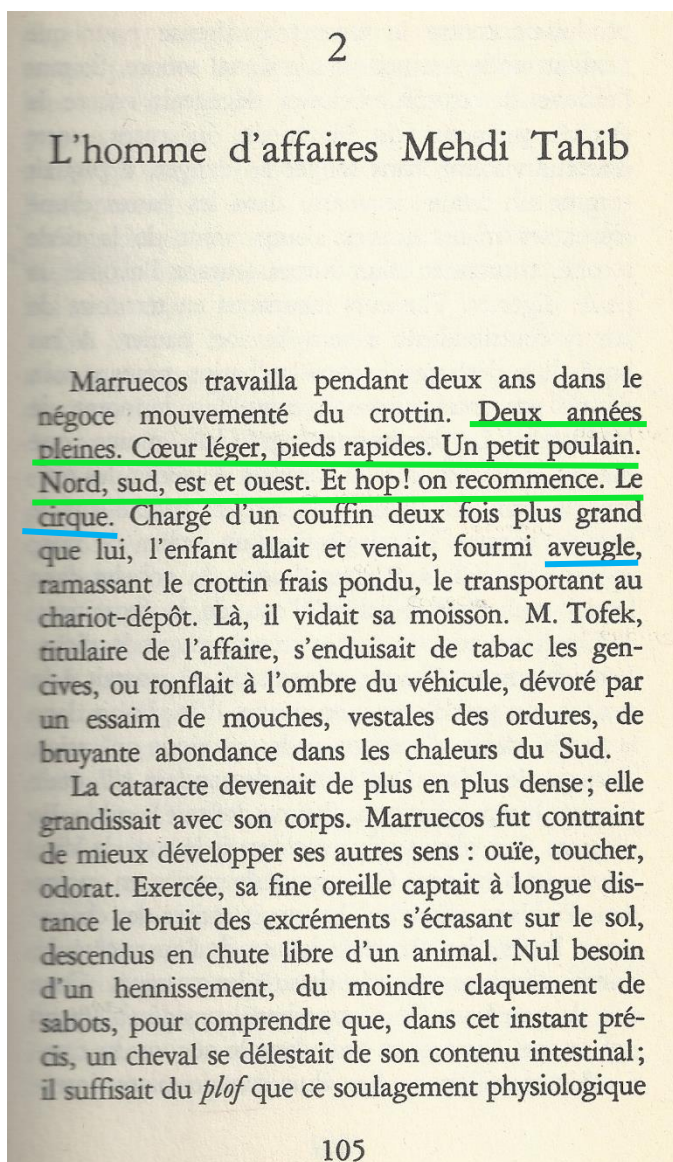 2
L'homme d'affaires Mehdi Tahib
Marruecos travailla pendant deux ans dans le
négoce mouvementé du crottin. Deux années
pleines. Cœur léger, pieds rapides. Un petit poulain.
Nord, sud, est et ouest. Et hop! on recommence. Le
cirque. Chargé d'un couffin deux fois plus grand
que lui, l'enfant allait et venait, fourmi aveugle,
ramassant le crottin frais pondu, le transportant au
chariot-dépôt. Là, il vidait sa moisson. M. Tofek,
titulaire de l'affaire, s'enduisait de tabac les gen-
cives, ou ronflait à l'ombre du véhicule, dévoré par
un essaim de mouches, vestales des ordures, de
bruyante abondance dans les chaleurs du Sud.
La cataracte devenait de plus en plus dense; elle
grandissait avec son corps. Marruecos fut contraint
de mieux développer ses autres sens : ouïe, toucher,
odorat. Exercée, sa fine oreille captait à longue dis-
tance le bruit des excréments s'écrasant sur le sol,
descendus en chute libre d'un animal. Nul besoin
d'un hennissement, du moindre claquement de
sabots, pour comprendre que, dans cet instant pré-
cis, un cheval se délestait de son contenu intestinal;
il suffisait du plof que ce soulagement physiologique
105